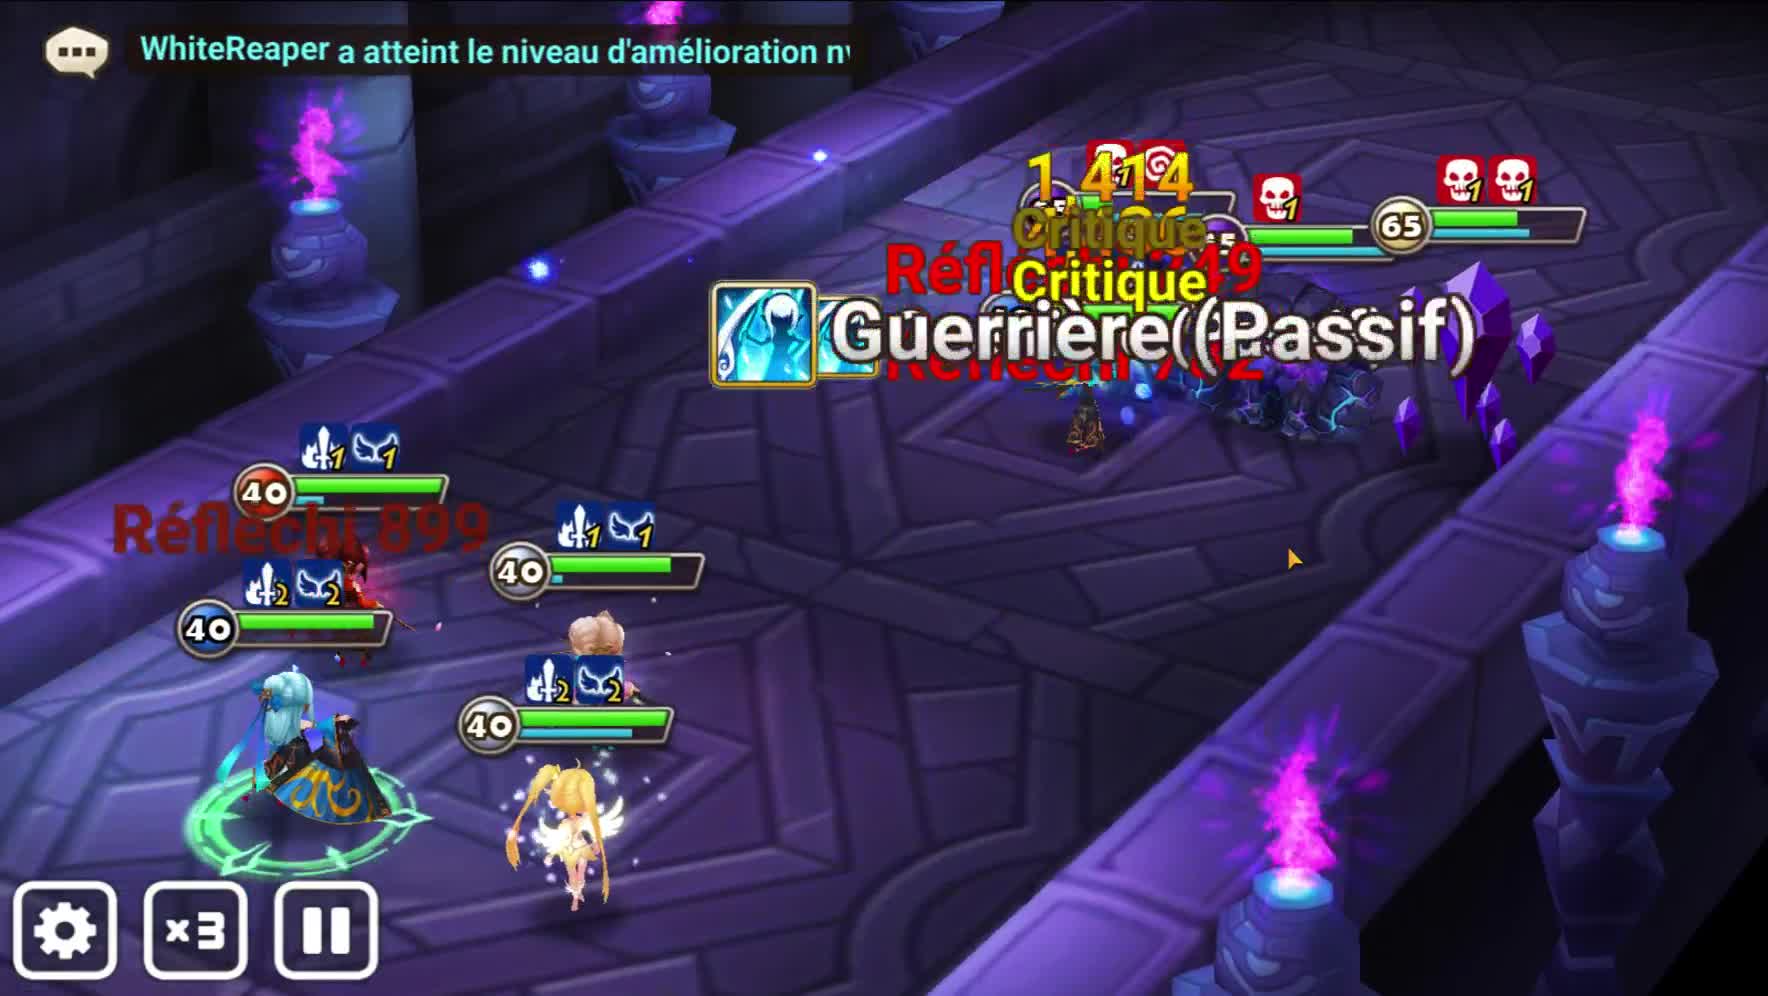 WhiteReaper a atteint le niveau d'amélioration
1 414
Critique
Critique
65
Guerrière (Passif)
40
Réfléchi 899
40
40
40
x3